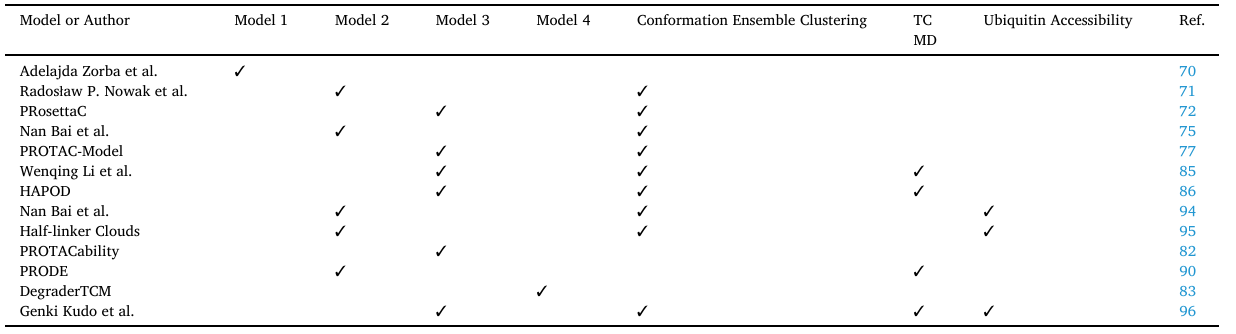 Model or Author Model 1 Model 2 Model 3 Model 4 Conformation Ensemble Clustering TC MD Ubiquitin Accessibility Ref.
Adelajda Zorba et al. ✓ 70
Radosław P. Nowak et al. ✓ ✓ 71
PRosettaC ✓ ✓ 72
Nan Bai et al. ✓ ✓ 75
PROTAC-Model ✓ ✓ 77
Wenqing Li et al. ✓ ✓ ✓ 85
HAPOD ✓ ✓ ✓ 86
Nan Bai et al. ✓ ✓ ✓ 94
Half-linker Clouds ✓ ✓ ✓ 95
PROTACability ✓ 82
PRODE ✓ ✓ 90
DegraderTCM ✓ 83
Genki Kudo et al. ✓ ✓ ✓ ✓ 96